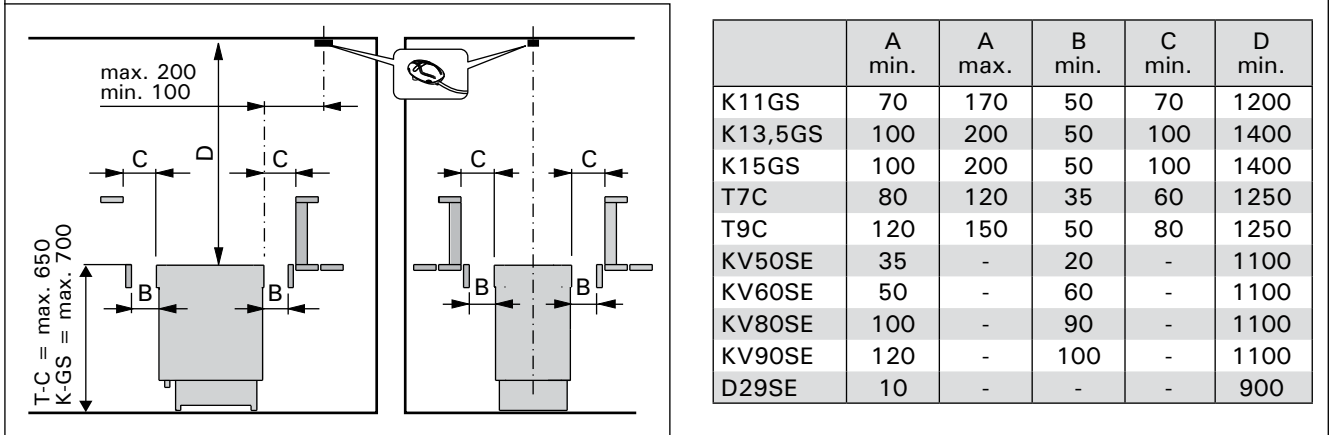 max. 200
min. 100
C
D
C
B
B
T-C = max. 650
K-GS = max. 700
C
C
B
B
A min. A max. B min. C min. D min.
K11GS 70 170 50 70 1200
K13,5GS 100 200 50 100 1400
K15GS 100 200 50 100 1400
T7C 80 120 35 60 1250
T9C 120 150 50 80 1250
KV50SE 35 - 20 - 1100
KV60SE 50 - 60 - 1100
KV80SE 100 - 90 - 1100
KV90SE 120 - 100 - 1100
D29SE 10 - - - 900